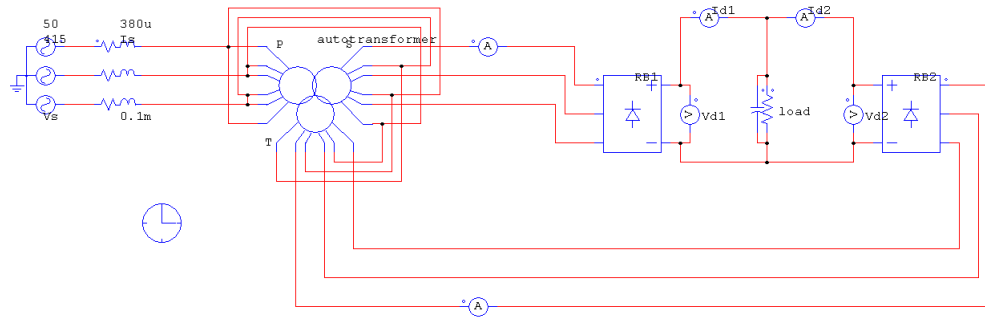 50 380u
415 Is
Vs 0.1m
P S autotransformer
T
A
RB1
+
−
V Vd1
A Id1
A Id2
load
V Vd2
RB2
+
−
A